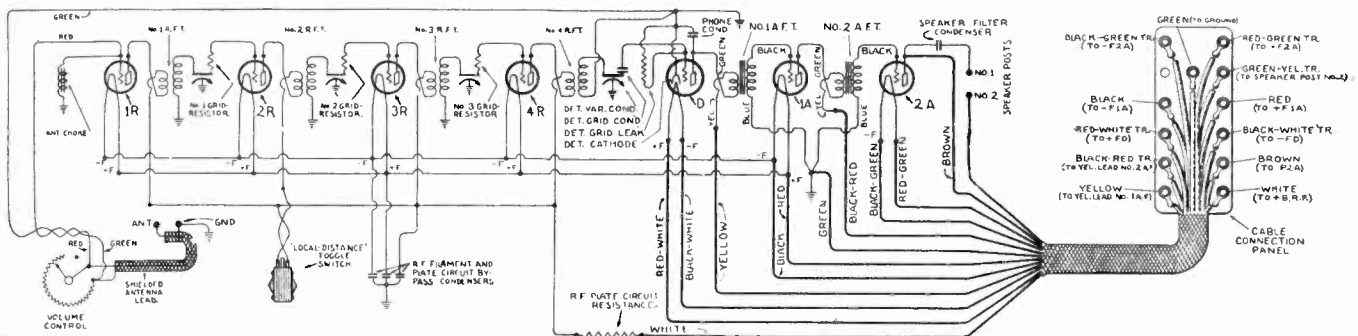 GREEN
RED
ANT CHOKE
NO.1 R.F.T.
1R
NO.1 GRID-
RESISTOR
NO.2 R.F.T.
2R
NO.2 GRID-
RESISTOR
NO.3 R.F.T.
3R
NO.3 GRID
RESISTOR
NO.4 R.F.T.
4R
DET. VAR. COND.
DET. GRID COND
DET. GRID LEAK
DET. CATHODE
PHONE
COND
GREEN
D
YELLOW
NO.1 A.F.T.
BLACK
BLUE
GREEN
1A
YEL.
NO.2 A.F.T.
BLACK
BLUE
2A
SPEAKER FILTER
CONDENSER
NO.1
NO.2
SPEAKER POSTS
-F
+F
-F
+F
-F
+F
-F
+F
+F
-F
-F
+F
-F
ANT
GND
RED
GREEN
SHIELDED
ANTENNA
LEAD.
VOLUME
CONTROL
"LOCAL-DISTANCE"
TOGGLE
SWITCH
R.F. FILAMENT AND
PLATE CIRCUIT BY-
PASS CONDENSERS
R F PLATE CIRCUIT
RESISTANCE
WHITE
RED-WHITE
BLACK-WHITE
YELLOW
BLACK
RED
GREEN
BLACK-RED
BLACK-GREEN
RED-GREEN
BROWN
GREEN (TO GROUND)
BLACK-GREEN TR.
(TO -F2A)
RED-GREEN TR.
(TO +F2A)
GREEN-YEL. TR.
(TO SPEAKER POST NO.2)
BLACK
(TO -F1A)
RED
(TO +F1A)
RED-WHITE TR.
(TO +FD)
BLACK-WHITE TR
(TO -FD)
BLACK-RED TR.
(TO YEL. LEAD NO.2 A.F)
BROWN
(TO P2A)
YELLOW
(TO YEL. LEAD NO.1 A.F)
WHITE
(TO +B.R.F)
CABLE
CONNECTION
PANEL